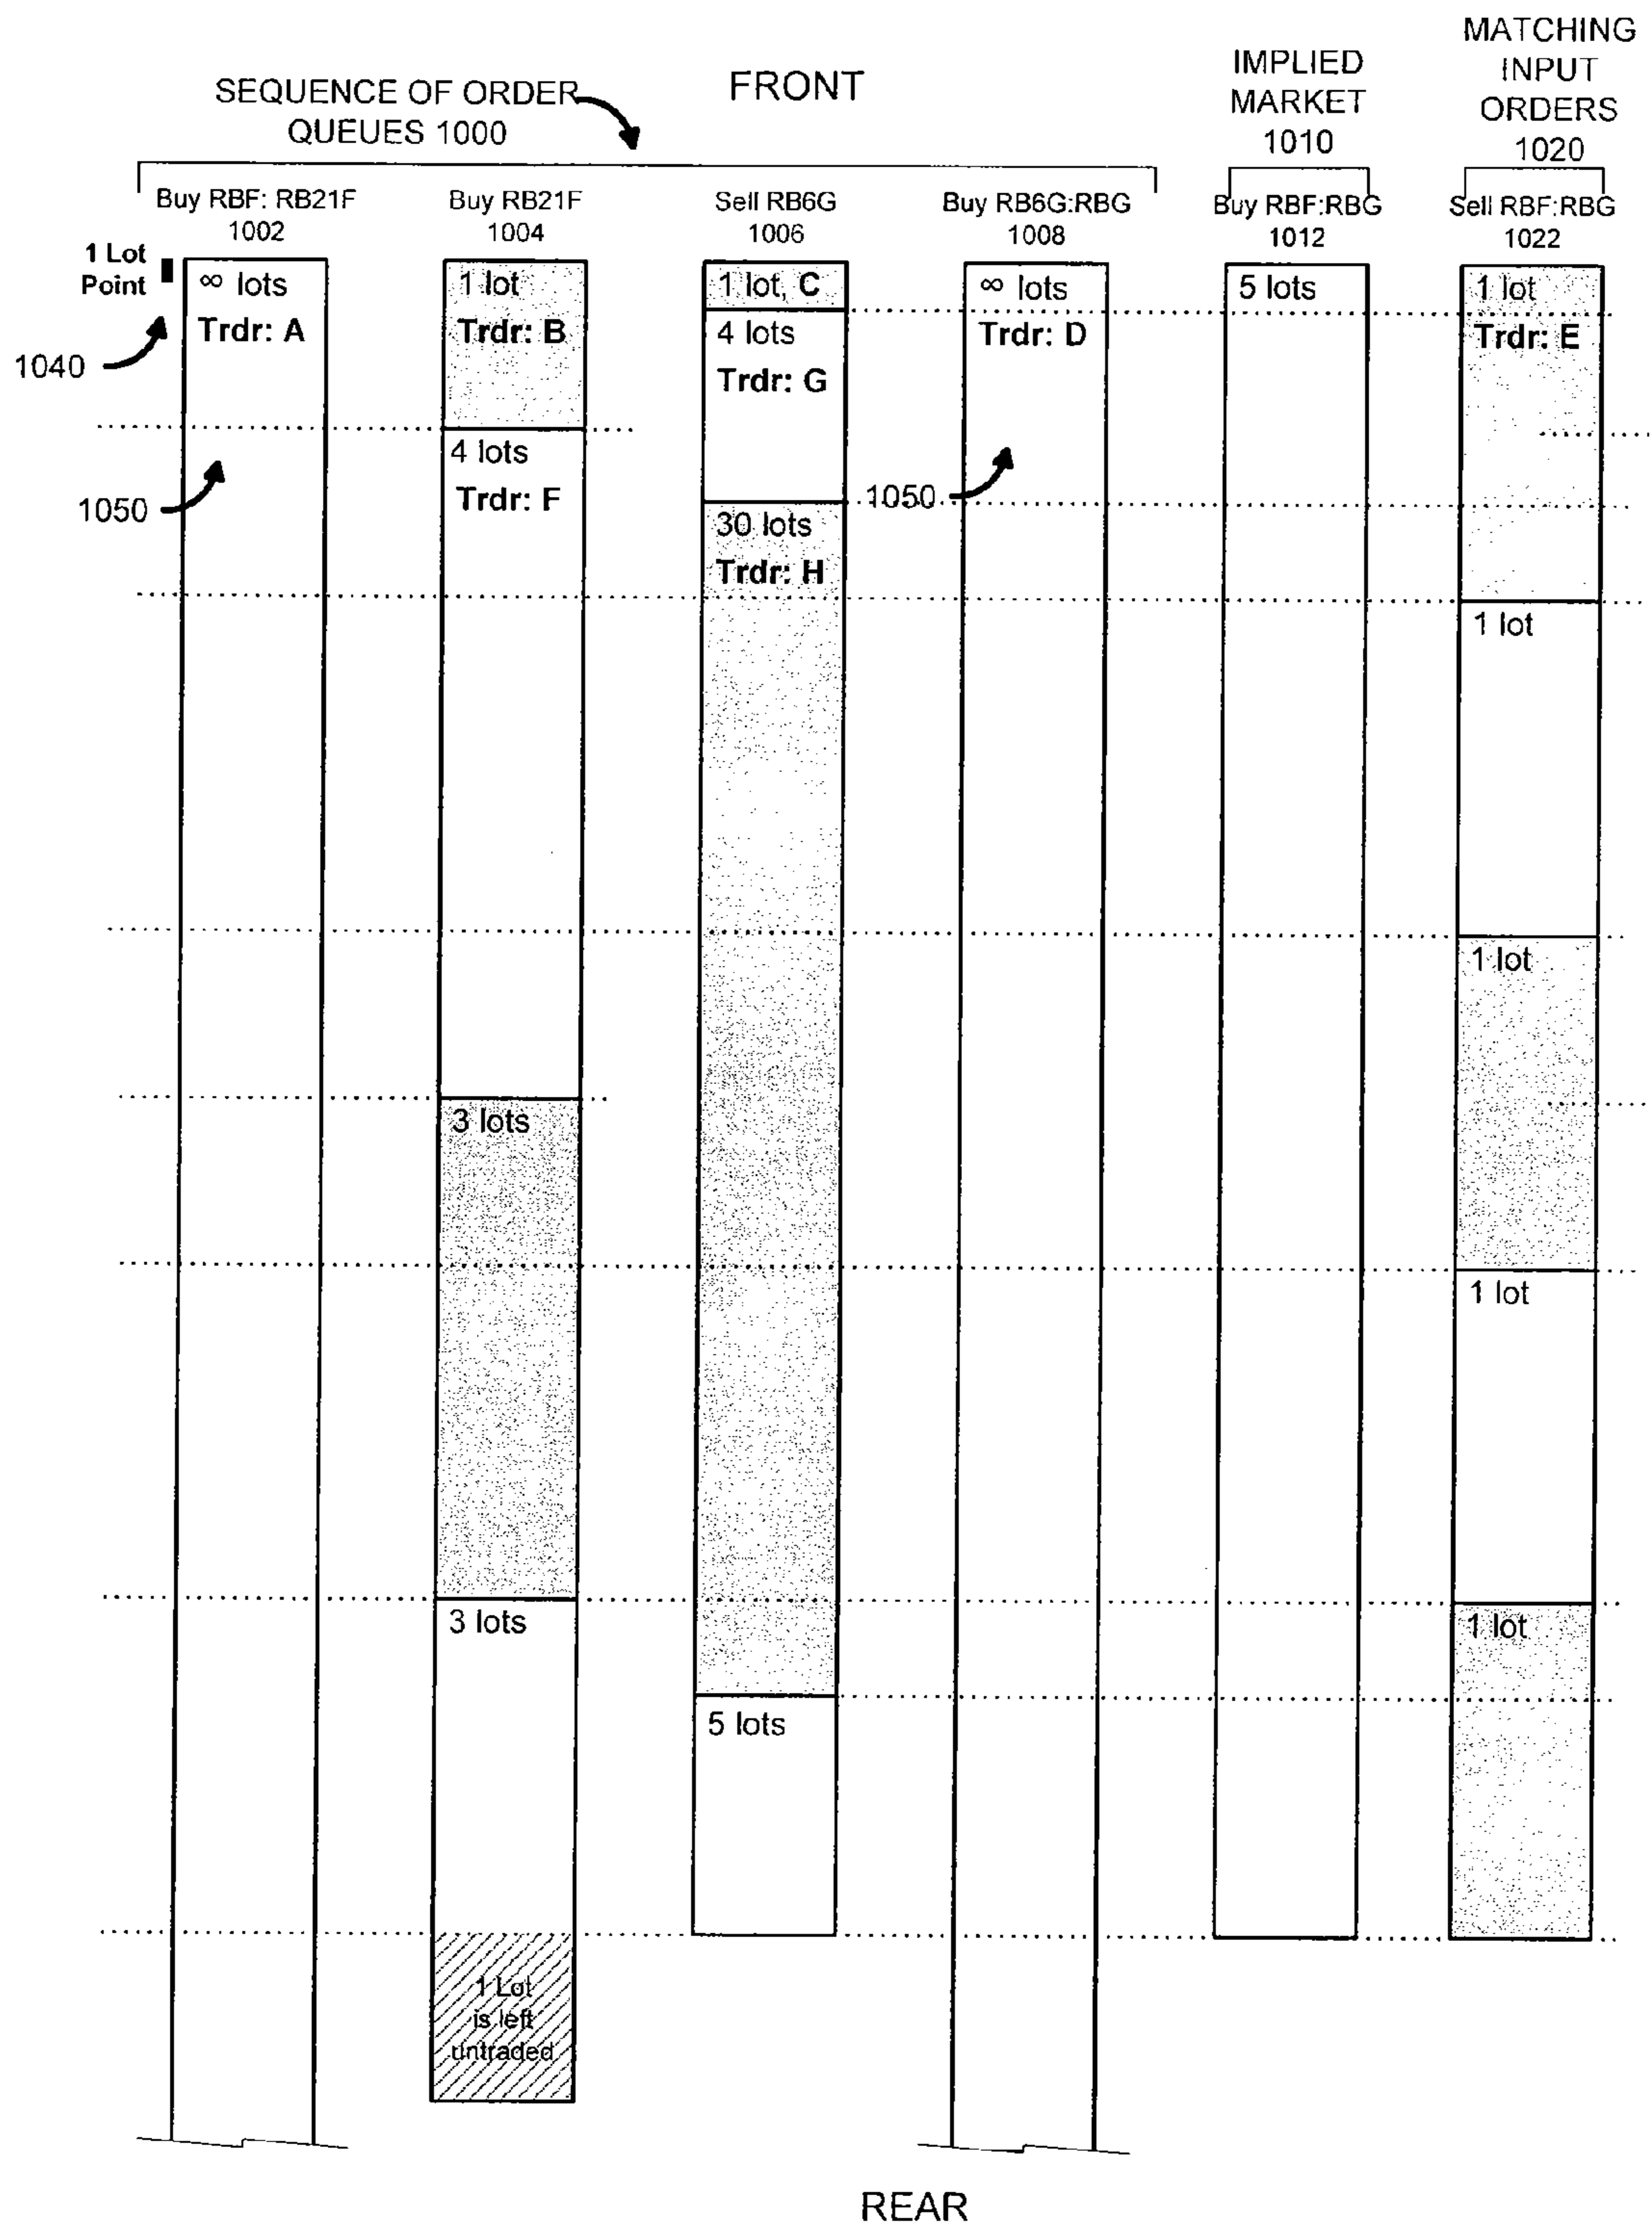 MATCHING
INPUT
ORDERS
1020
IMPLIED
MARKET
1010
FRONT
SEQUENCE OF ORDER
QUEUES 1000
Buy RBF: RB21F
1002
Buy RB21F
1004
Sell RB6G
1006
Buy RB6G:RBG
1008
Buy RBF:RBG
1012
Sell RBF:RBG
1022
1 Lot
Point
1040
1050
∞ lots
Trdr: A
1 lot
Trdr: B
4 lots
Trdr: F
3 lots
3 lots
1 Lot
is left
untraded
1 lot, C
4 lots
Trdr: G
30 lots
Trdr: H
5 lots
∞ lots
Trdr: D
1050
5 lots
1 lot
Trdr: E
1 lot
1 lot
1 lot
1 lot
REAR